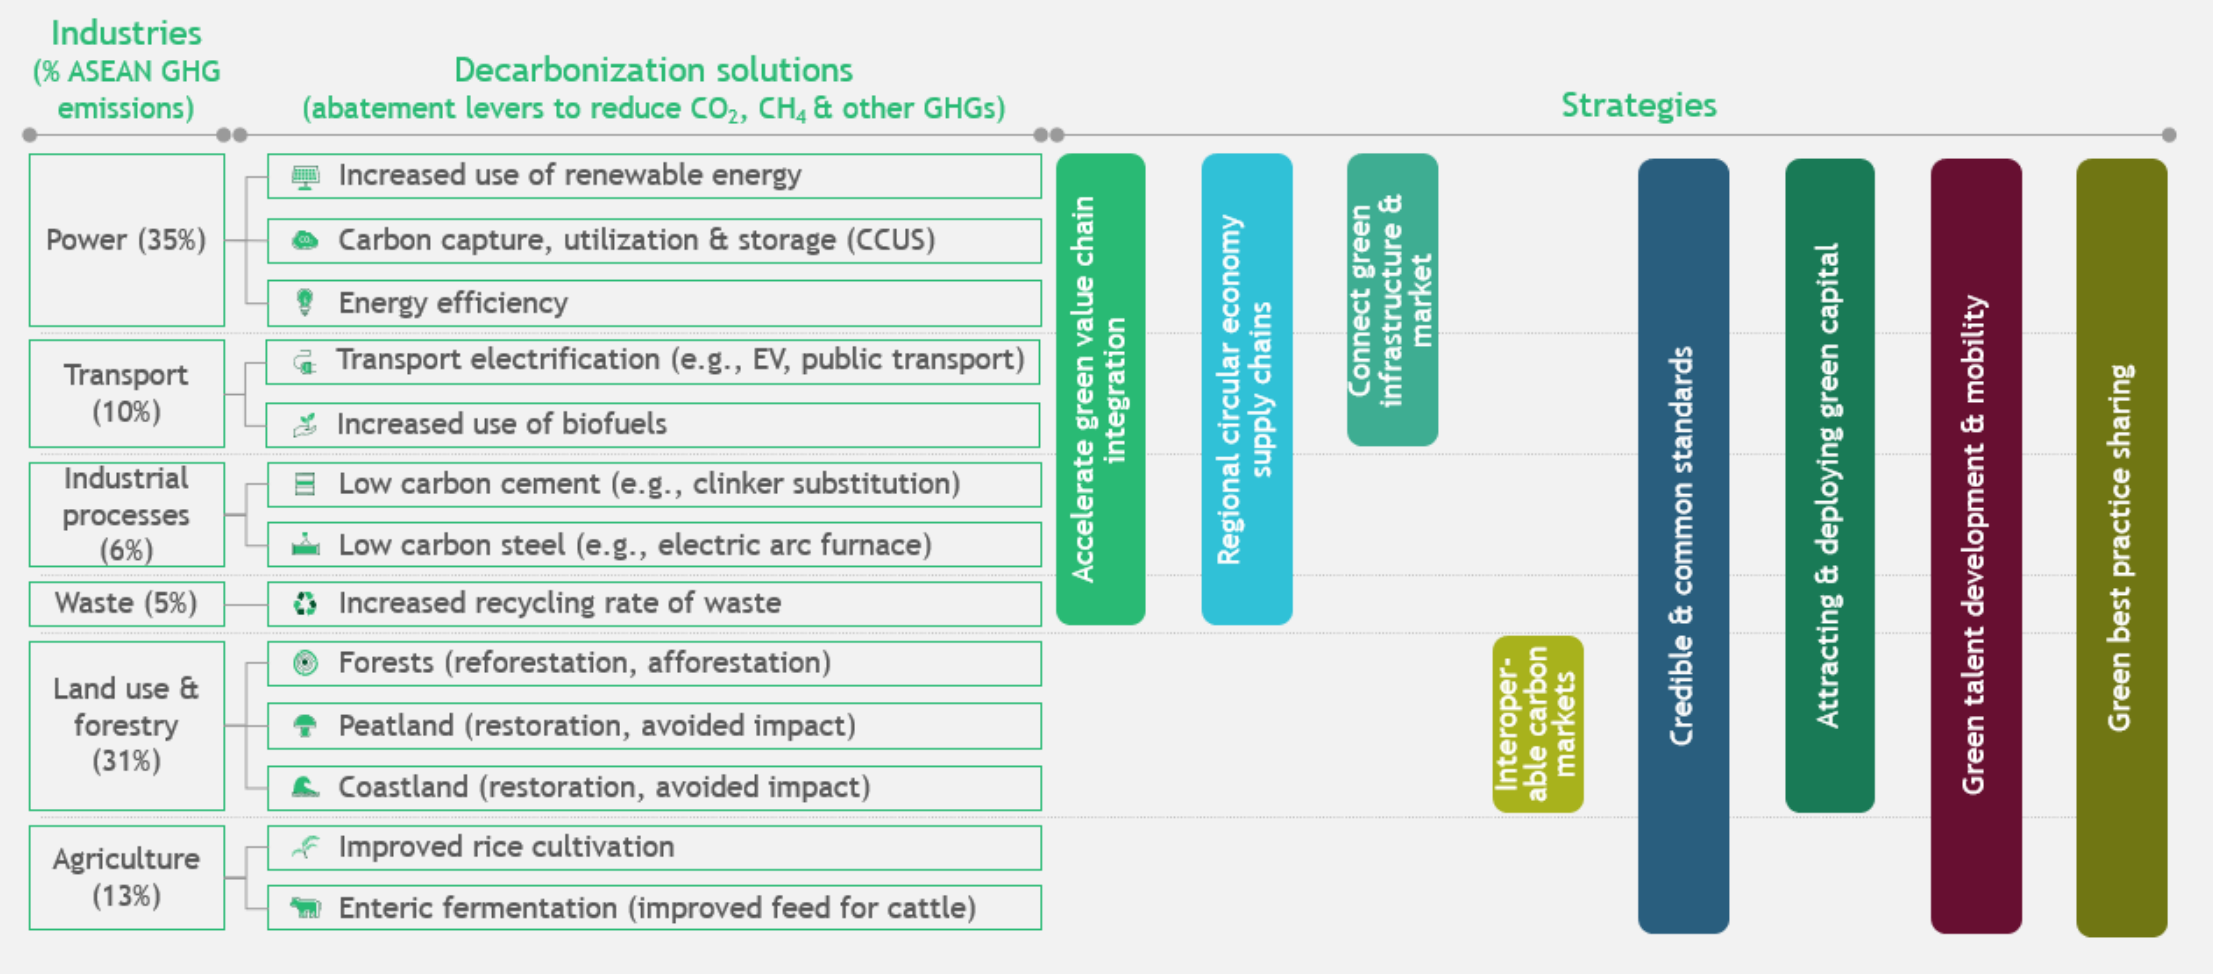 Industries
(% ASEAN GHG
emissions)
Decarbonization solutions
(abatement levers to reduce CO₂, CH₄ & other GHGs)
Strategies
Power (35%)
Increased use of renewable energy
Carbon capture, utilization & storage (CCUS)
Energy efficiency
Transport
(10%)
Transport electrification (e.g., EV, public transport)
Increased use of biofuels
Industrial
processes
(6%)
Low carbon cement (e.g., clinker substitution)
Low carbon steel (e.g., electric arc furnace)
Waste (5%)
Increased recycling rate of waste
Land use &
forestry
(31%)
Forests (reforestation, afforestation)
Peatland (restoration, avoided impact)
Coastland (restoration, avoided impact)
Agriculture
(13%)
Improved rice cultivation
Enteric fermentation (improved feed for cattle)
Accelerate green value chain
integration
Regional circular economy
supply chains
Connect green
infrastructure &
market
Interoper-
able carbon
markets
Credible & common standards
Attracting & deploying green capital
Green talent development & mobility
Green best practice sharing